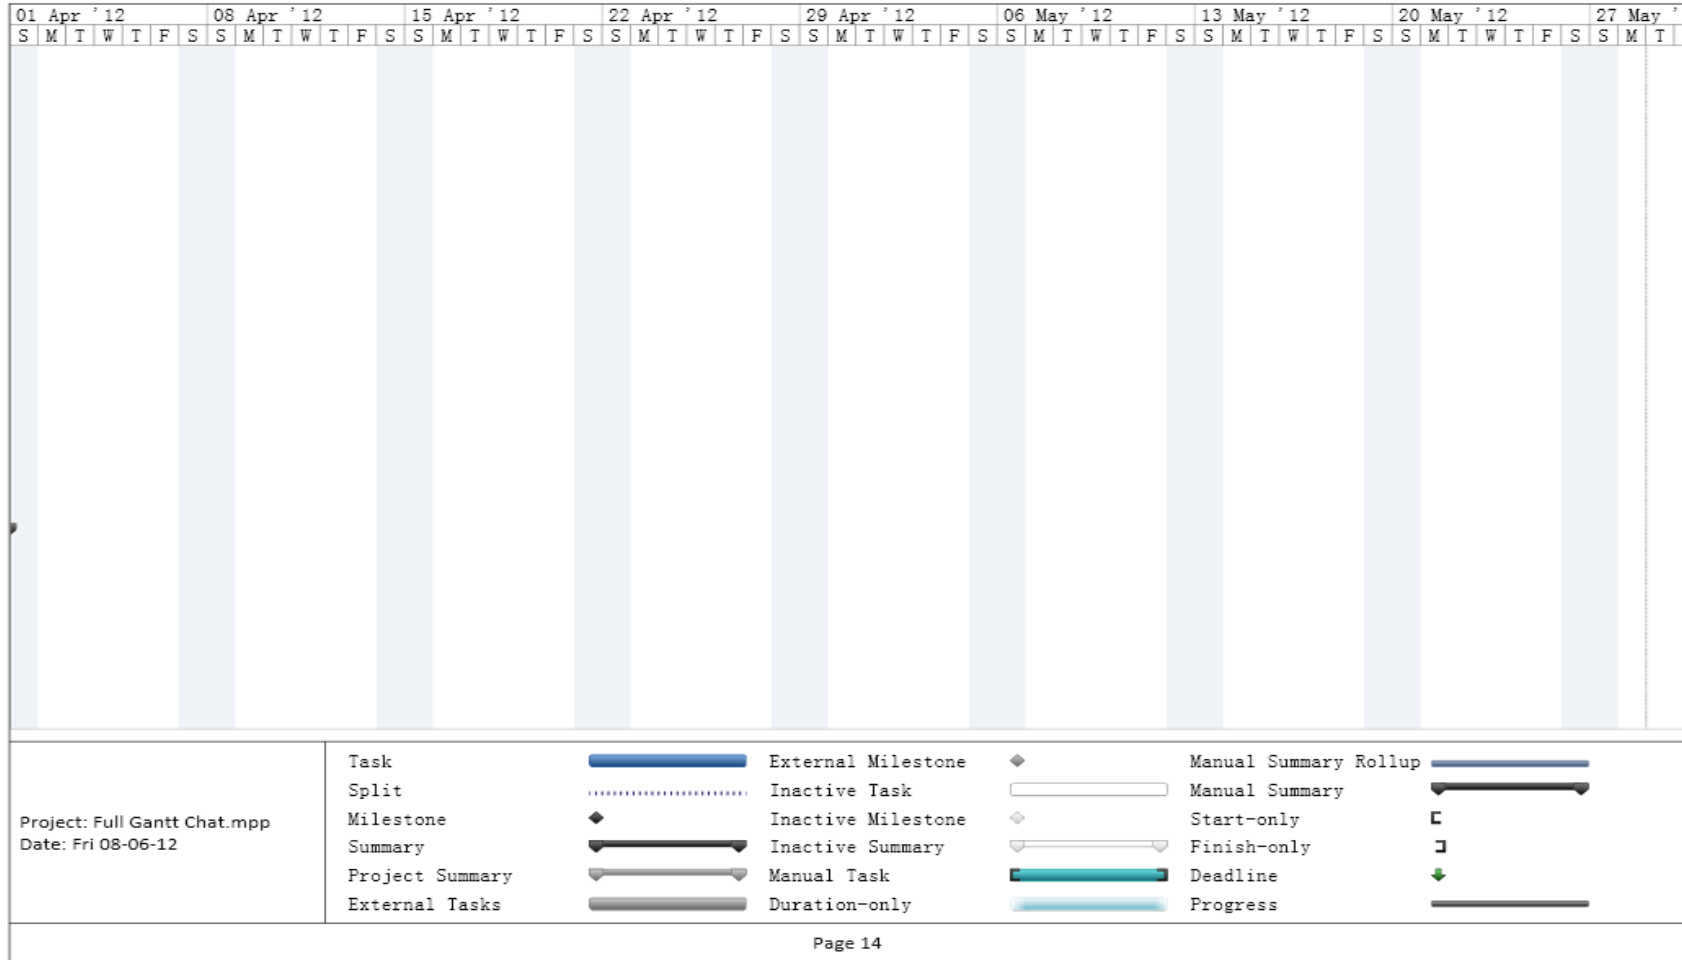 01 Apr '12 08 Apr '12 15 Apr '12 22 Apr '12 29 Apr '12 06 May '12 13 May '12 20 May '12 27 May '
S M T W T F S S M T W T F S S M T W T F S S M T W T F S S M T W T F S S M T W T F S S M T W T F S S M T W T F S S M T
Task External Milestone Manual Summary Rollup
Split Inactive Task Manual Summary
Project: Full Gantt Chat.mpp Milestone Inactive Milestone Start-only
Date: Fri 08-06-12 Summary Inactive Summary Finish-only
Project Summary Manual Task Deadline
External Tasks Duration-only Progress
Page 14